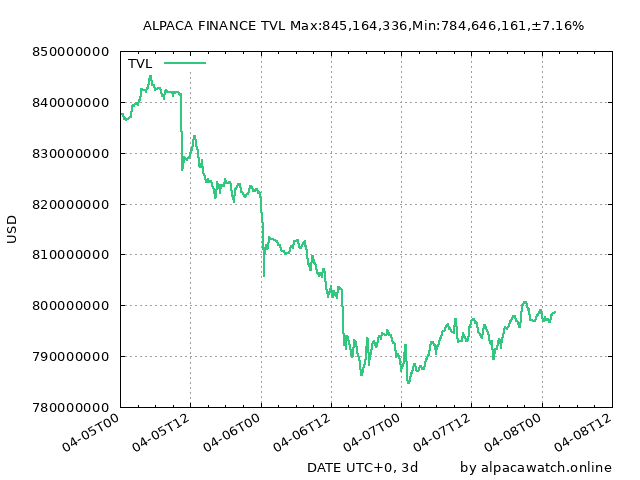 ALPACA FINANCE TVL Max:845,164,336,Min:784,646,161,±7.16%
TVL
850000000
840000000
830000000
820000000
810000000
800000000
790000000
780000000
USD
04-05T00
04-05T12
04-06T00
04-06T12
04-07T00
04-07T12
04-08T00
04-08T12
DATE UTC+0, 3d
by alpacawatch.online